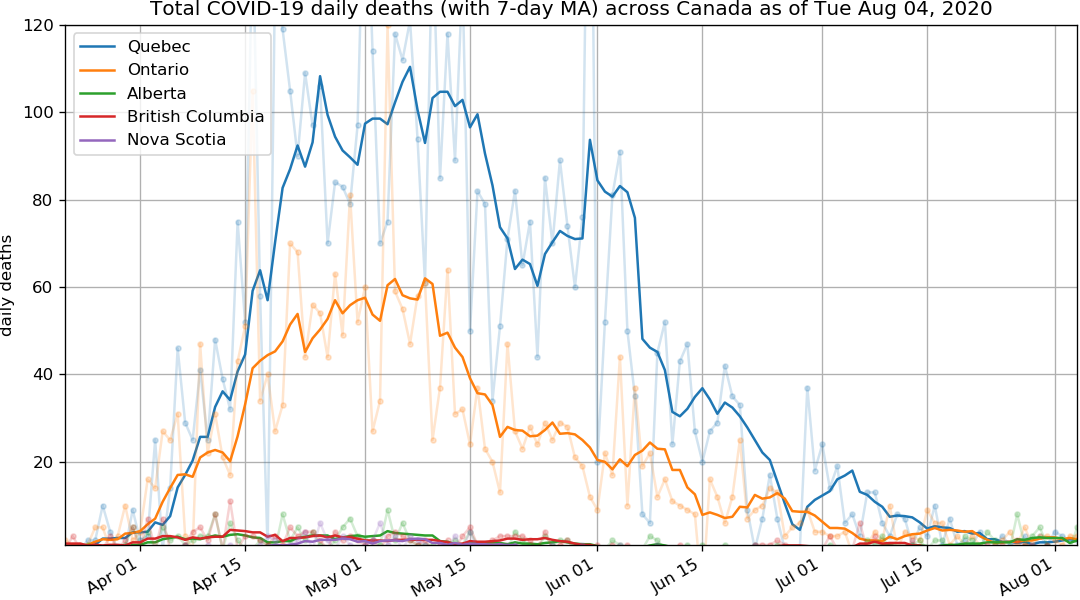 Total COVID-19 daily deaths (with 7-day MA) across Canada as of Tue Aug 04, 2020
120
100
80
60
40
20
daily deaths
Quebec
Ontario
Alberta
British Columbia
Nova Scotia
Apr 01
Apr 15
May 01
May 15
Jun 01
Jun 15
Jul 01
Jul 15
Aug 01